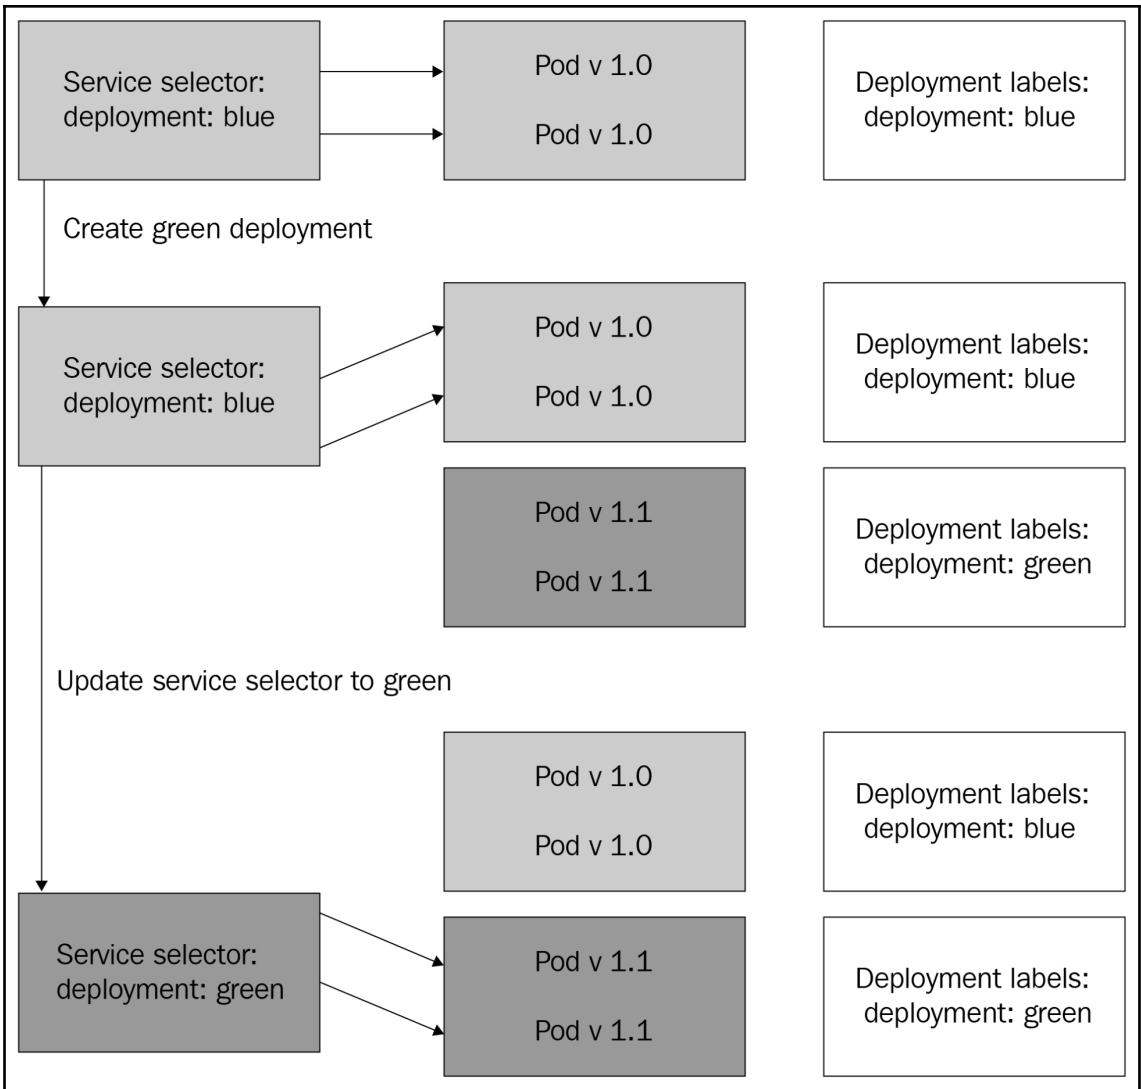 Service selector:
deployment: blue
Pod v 1.0
Pod v 1.0
Deployment labels:
deployment: blue
Create green deployment
Service selector:
deployment: blue
Pod v 1.0
Pod v 1.0
Deployment labels:
deployment: blue
Pod v 1.1
Pod v 1.1
Deployment labels:
deployment: green
Update service selector to green
Pod v 1.0
Pod v 1.0
Deployment labels:
deployment: blue
Service selector:
deployment: green
Pod v 1.1
Pod v 1.1
Deployment labels:
deployment: green